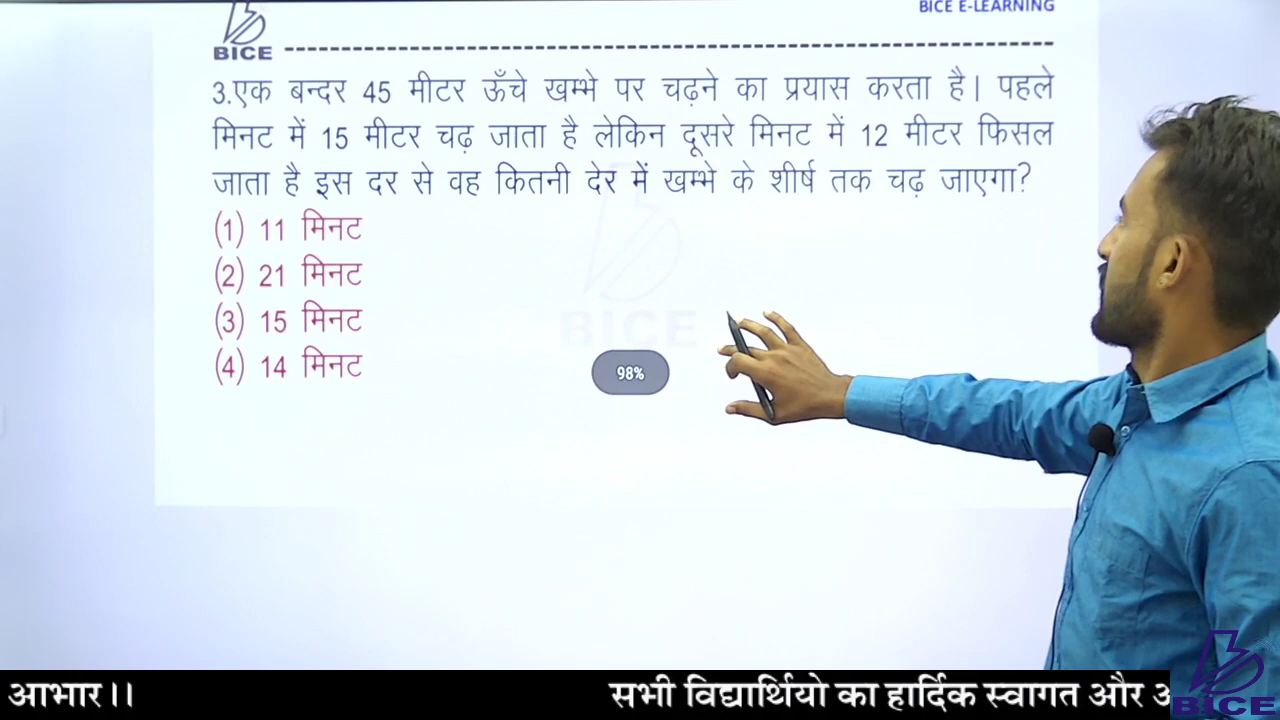 BICE E-LEARNING
BICE
3.एक बन्दर 45 मीटर ऊँचे खम्भे पर चढ़ने का प्रयास करता है। पहले
मिनट में 15 मीटर चढ़ जाता है लेकिन दूसरे मिनट में 12 मीटर फिसल
जाता है इस दर से वह कितनी देर में खम्भे के शीर्ष तक चढ़ जाएगा?
(1) 11 मिनट
(2) 21 मिनट
(3) 15 मिनट
(4) 14 मिनट
BICE
98%
आभार।। सभी विद्यार्थियो का हार्दिक स्वागत और
BICE